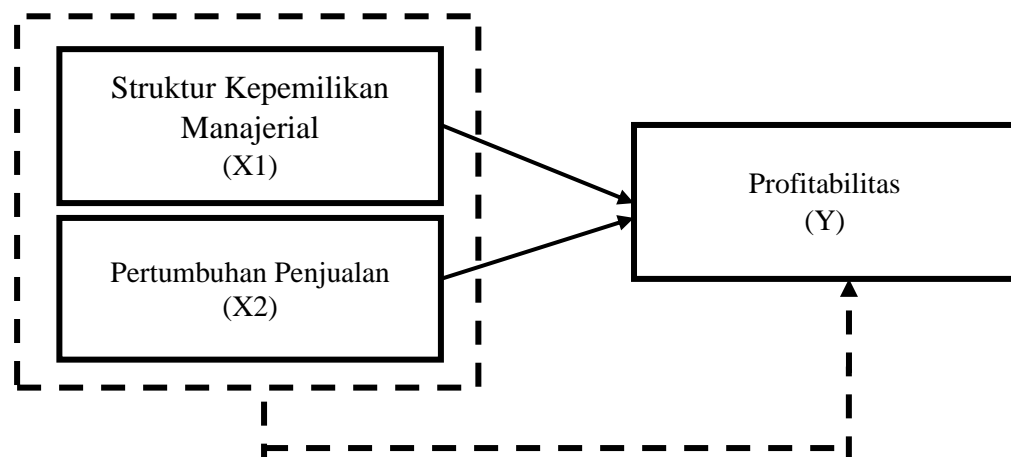 Struktur Kepemilikan
Manajerial
(X1)
Profitabilitas
(Y)
Pertumbuhan Penjualan
(X2)